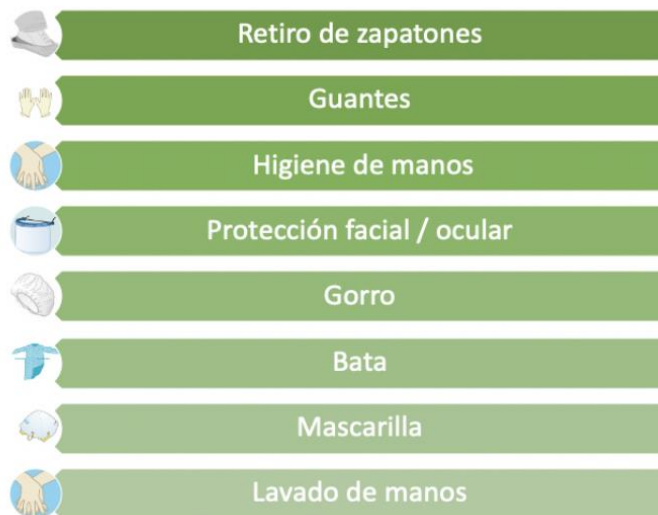 Retiro de zapatones
Guantes
Higiene de manos
Protección facial / ocular
Gorro
Bata
Mascarilla
Lavado de manos